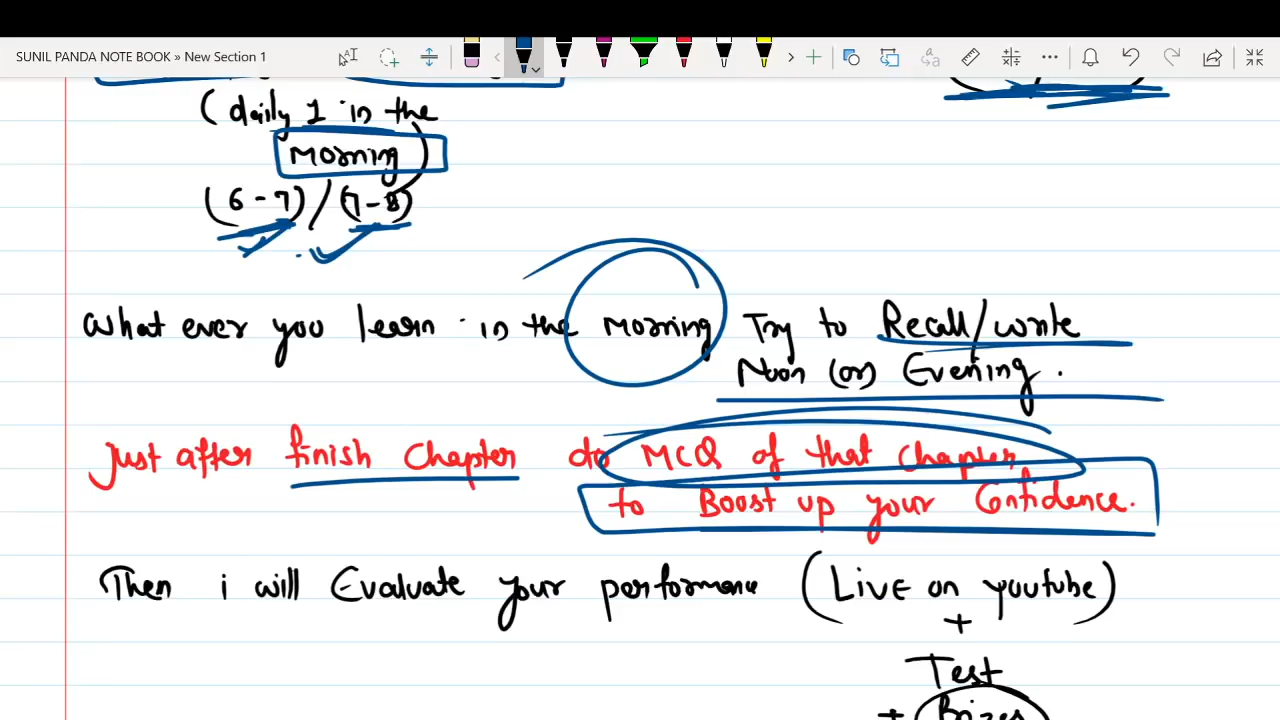 SUNIL PANDA NOTE BOOK » New Section 1
(daily 1 in the
Morning)
(6-7)/(7-8)
What ever you learn in the Morning Try to Recall/write
Noon (or) Evening.
Just after finish Chapter do MCQ of that chapter
to Boost up your Confidence.
Then i will Evaluate your performance (Live on youtube)
+
Test
+